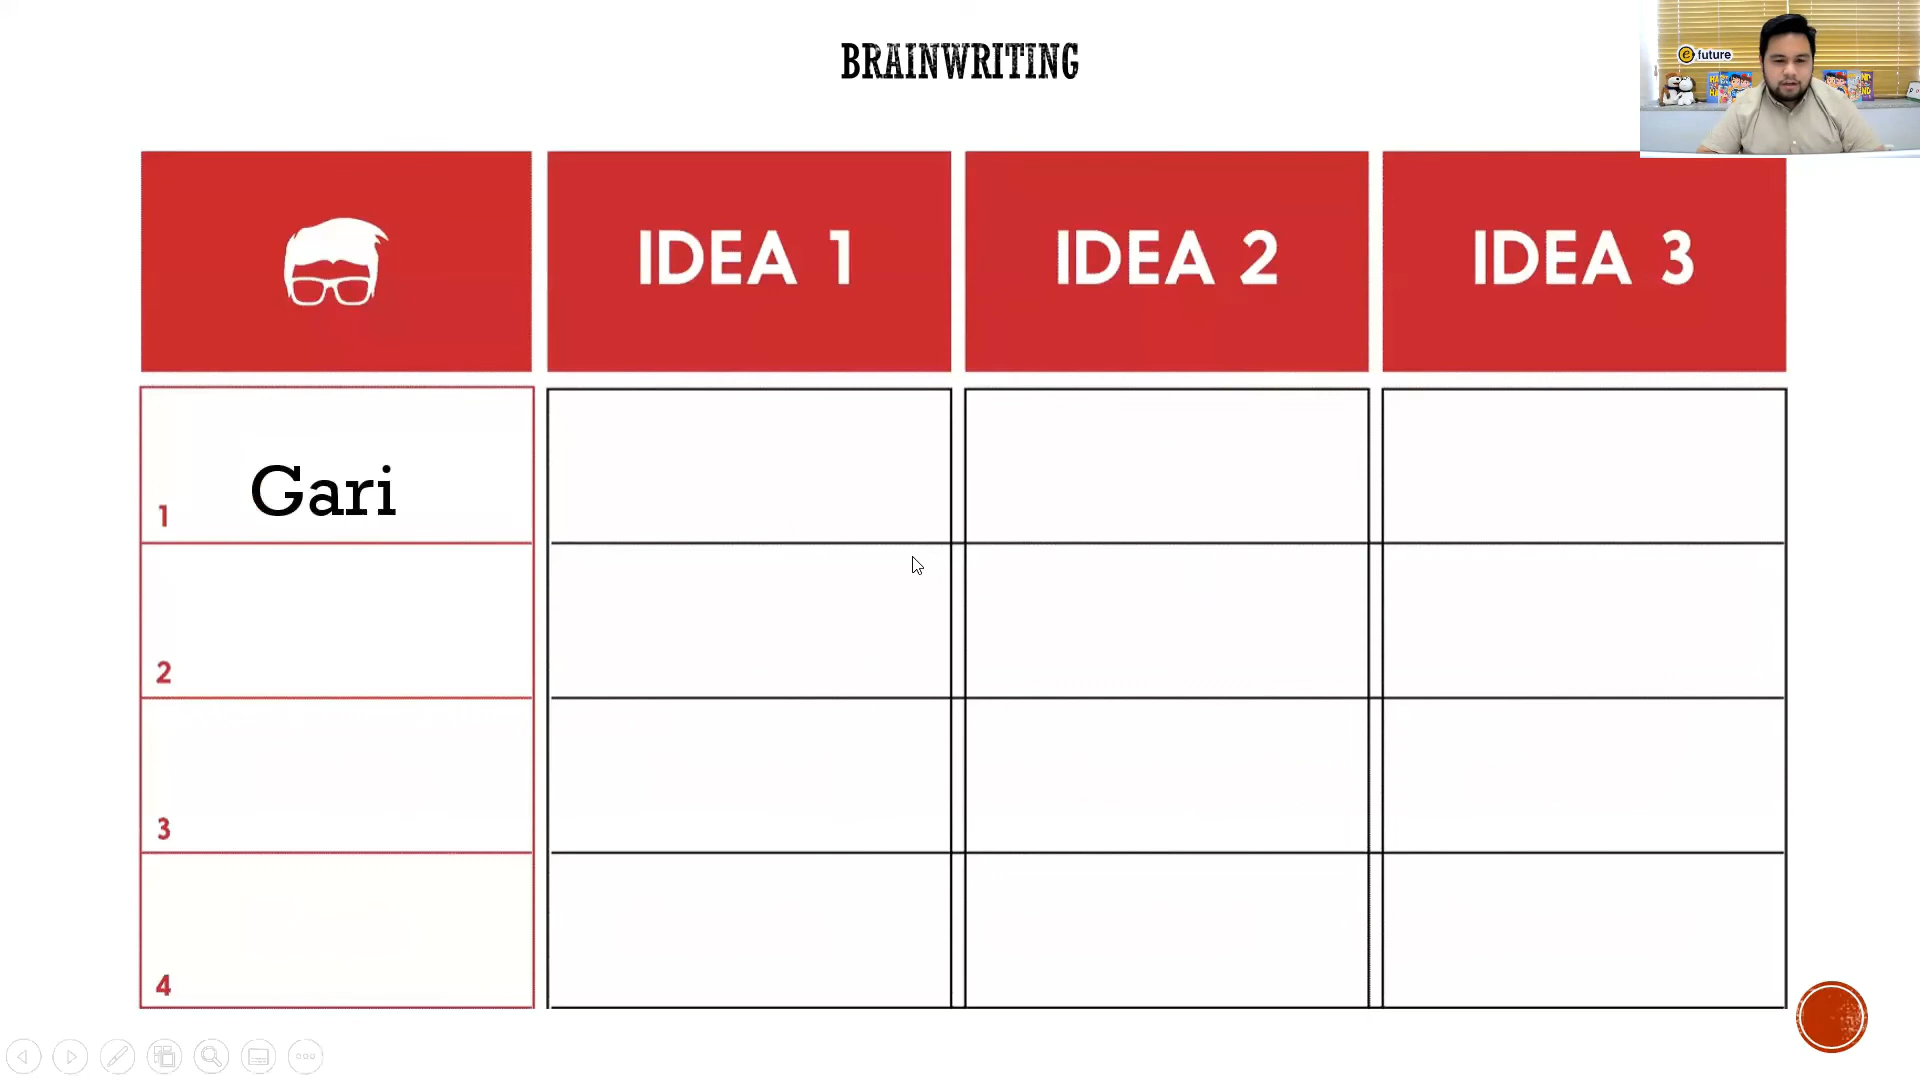 BRAINWRITING
e future
IDEA 1
IDEA 2
IDEA 3
1
Gari
2
3
4